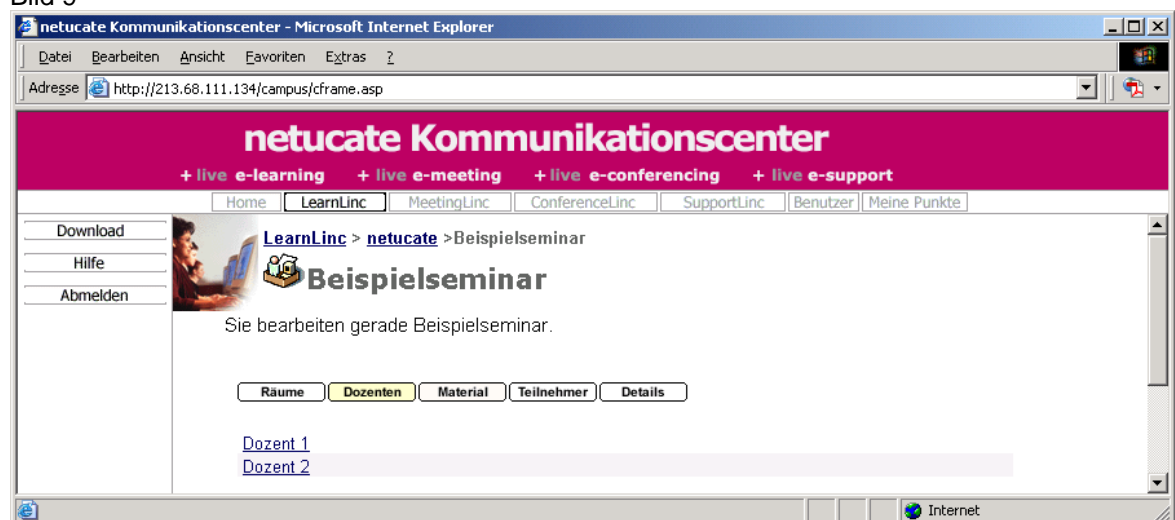 Bild 9
netucate Kommunikationscenter - Microsoft Internet Explorer
Datei Bearbeiten Ansicht Favoriten Extras ?
Adresse http://213.68.111.134/campus/cframe.asp
netucate Kommunikationscenter
+ live e-learning + live e-meeting + live e-conferencing + live e-support
Home LearnLinc MeetingLinc ConferenceLinc SupportLinc Benutzer Meine Punkte
Download
Hilfe
Abmelden
LearnLinc > netucate >Beispielseminar
Beispielseminar
Sie bearbeiten gerade Beispielseminar.
Räume Dozenten Material Teilnehmer Details
Dozent 1
Dozent 2
Internet